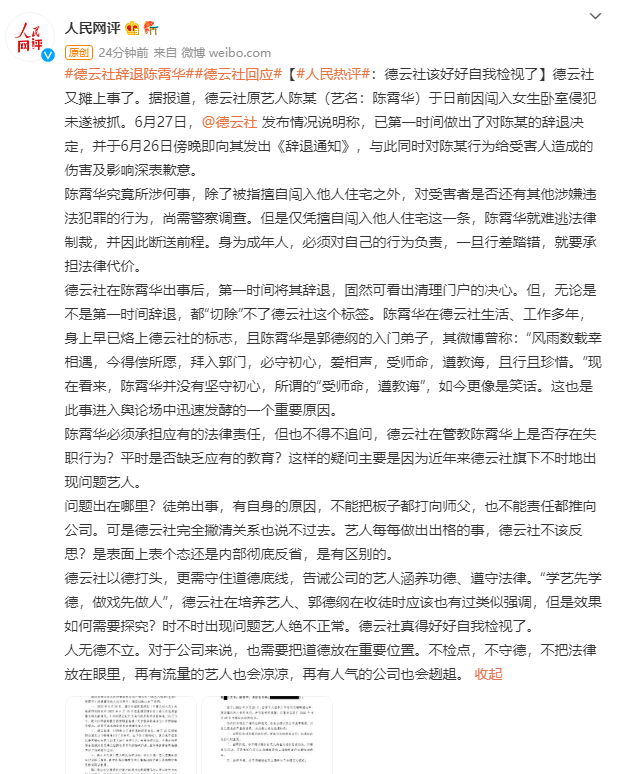 人民网评
人民网评
原创 24分钟前 来自 微博 weibo.com
#德云社辞退陈霄华##德云社回应#【#人民热评#：德云社该好好自我检视了】德云社
又摊上事了。据报道，德云社原艺人陈某（艺名：陈霄华）于日前因闯入女生卧室侵犯
未遂被抓。6月27日，@德云社 发布情况说明称，已第一时间做出了对陈某的辞退决
定，并于6月26日傍晚即向其发出《辞退通知》，与此同时对陈某行为给受害人造成的
伤害及影响深表歉意。
陈霄华究竟所涉何事，除了被指擅自闯入他人住宅之外，对受害者是否还有其他涉嫌违
法犯罪的行为，尚需警察调查。但是仅凭擅自闯入他人住宅这一条，陈霄华就难逃法律
制裁，并因此断送前程。身为成年人，必须对自己的行为负责，一旦行差踏错，就要承
担法律代价。
德云社在陈霄华出事后，第一时间将其辞退，固然可看出清理门户的决心。但，无论是
不是第一时间辞退，都“切除”不了德云社这个标签。陈霄华在德云社生活、工作多年，
身上早已烙上德云社的标志，且陈霄华是郭德纲的入门弟子，其微博曾称：“风雨数载幸
相遇，今得偿所愿，拜入郭门，必守初心，爱相声，受师命，遵教诲，且行且珍惜。”现
在看来，陈霄华并没有坚守初心，所谓的“受师命，遵教诲”，如今更像是笑话。这也是
此事进入舆论场中迅速发酵的一个重要原因。
陈霄华必须承担应有的法律责任，但也不得不追问，德云社在管教陈霄华上是否存在失
职行为？平时是否缺乏应有的教育？这样的疑问主要是因为近年来德云社旗下不时地出
现问题艺人。
问题出在哪里？徒弟出事，有自身的原因，不能把板子都打向师父，也不能责任都推向
公司。可是德云社完全撇清关系也说不过去。艺人每每做出出格的事，德云社不该反
思？是表面上表个态还是内部彻底反省，是有区别的。
德云社以德打头，更需守住道德底线，告诫公司的艺人涵养功德、遵守法律。“学艺先学
德，做戏先做人”，德云社在培养艺人、郭德纲在收徒时应该也有过类似强调，但是效果
如何需要探究？时不时出现问题艺人绝不正常。德云社真得好好自我检视了。
人无德不立。对于公司来说，也需要把道德放在重要位置。不检点，不守德，不把法律
放在眼里，再有流量的艺人也会凉凉，再有人气的公司也会趔趄。 收起